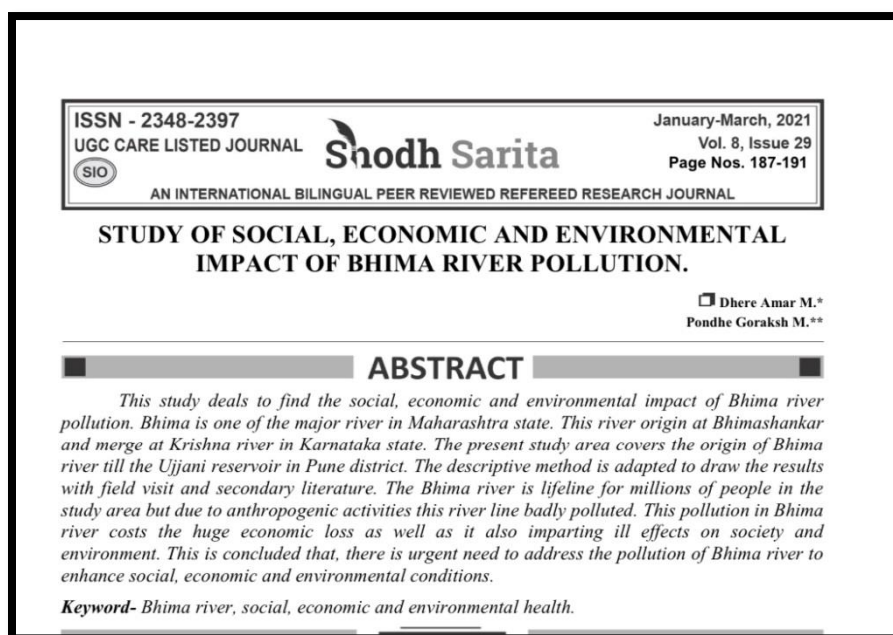 ISSN - 2348-2397
UGC CARE LISTED JOURNAL
SIO
Shodh Sarita
January-March, 2021
Vol. 8, Issue 29
Page Nos. 187-191
AN INTERNATIONAL BILINGUAL PEER REVIEWED REFEREED RESEARCH JOURNAL
STUDY OF SOCIAL, ECONOMIC AND ENVIRONMENTAL
IMPACT OF BHIMA RIVER POLLUTION.
Dhere Amar M.*
Pondhe Goraksh M.**
ABSTRACT
This study deals to find the social, economic and environmental impact of Bhima river
pollution. Bhima is one of the major river in Maharashtra state. This river origin at Bhimashankar
and merge at Krishna river in Karnataka state. The present study area covers the origin of Bhima
river till the Ujjani reservoir in Pune district. The descriptive method is adapted to draw the results
with field visit and secondary literature. The Bhima river is lifeline for millions of people in the
study area but due to anthropogenic activities this river line badly polluted. This pollution in Bhima
river costs the huge economic loss as well as it also imparting ill effects on society and
environment. This is concluded that, there is urgent need to address the pollution of Bhima river to
enhance social, economic and environmental conditions.
Keyword- Bhima river, social, economic and environmental health.